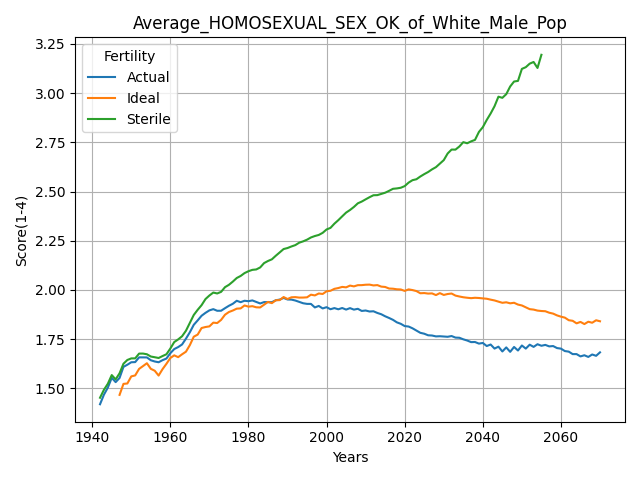 Average_HOMOSEXUAL_SEX_OK_of_White_Male_Pop
Fertility
Actual
Ideal
Sterile
Score(1-4)
3.25
3.00
2.75
2.50
2.25
2.00
1.75
1.50
1940 1960 1980 2000 2020 2040 2060
Years